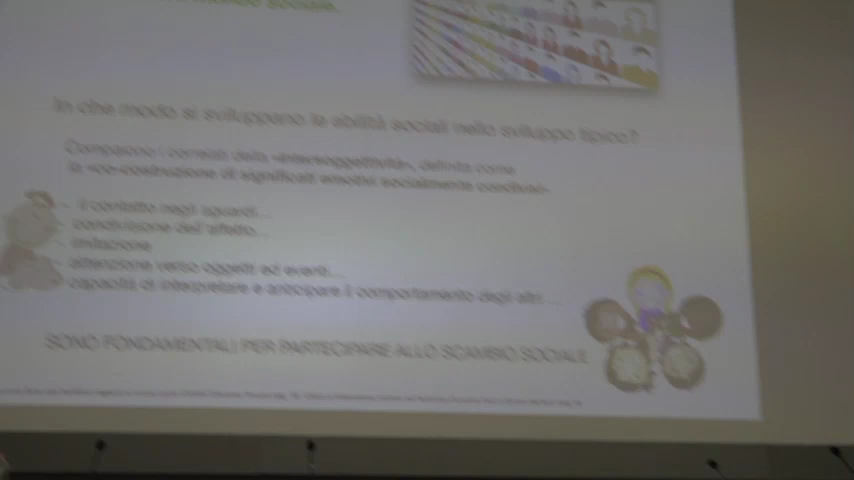 sociale.
In che modo si sviluppano le abilità sociali nello sviluppo tipico?
Compaiono i correlati della «intersoggettività», definita come
la «co-costruzione di significati emotivi socialmente condivisi»
- il contatto negli sguardi...
- condivisione dell'affetto...
- imitazione
- attenzione verso oggetti ed eventi...
- capacità di interpretare e anticipare il comportamento degli altri....
SONO FONDAMENTALI PER PARTECIPARE ALLO SCAMBIO SOCIALE